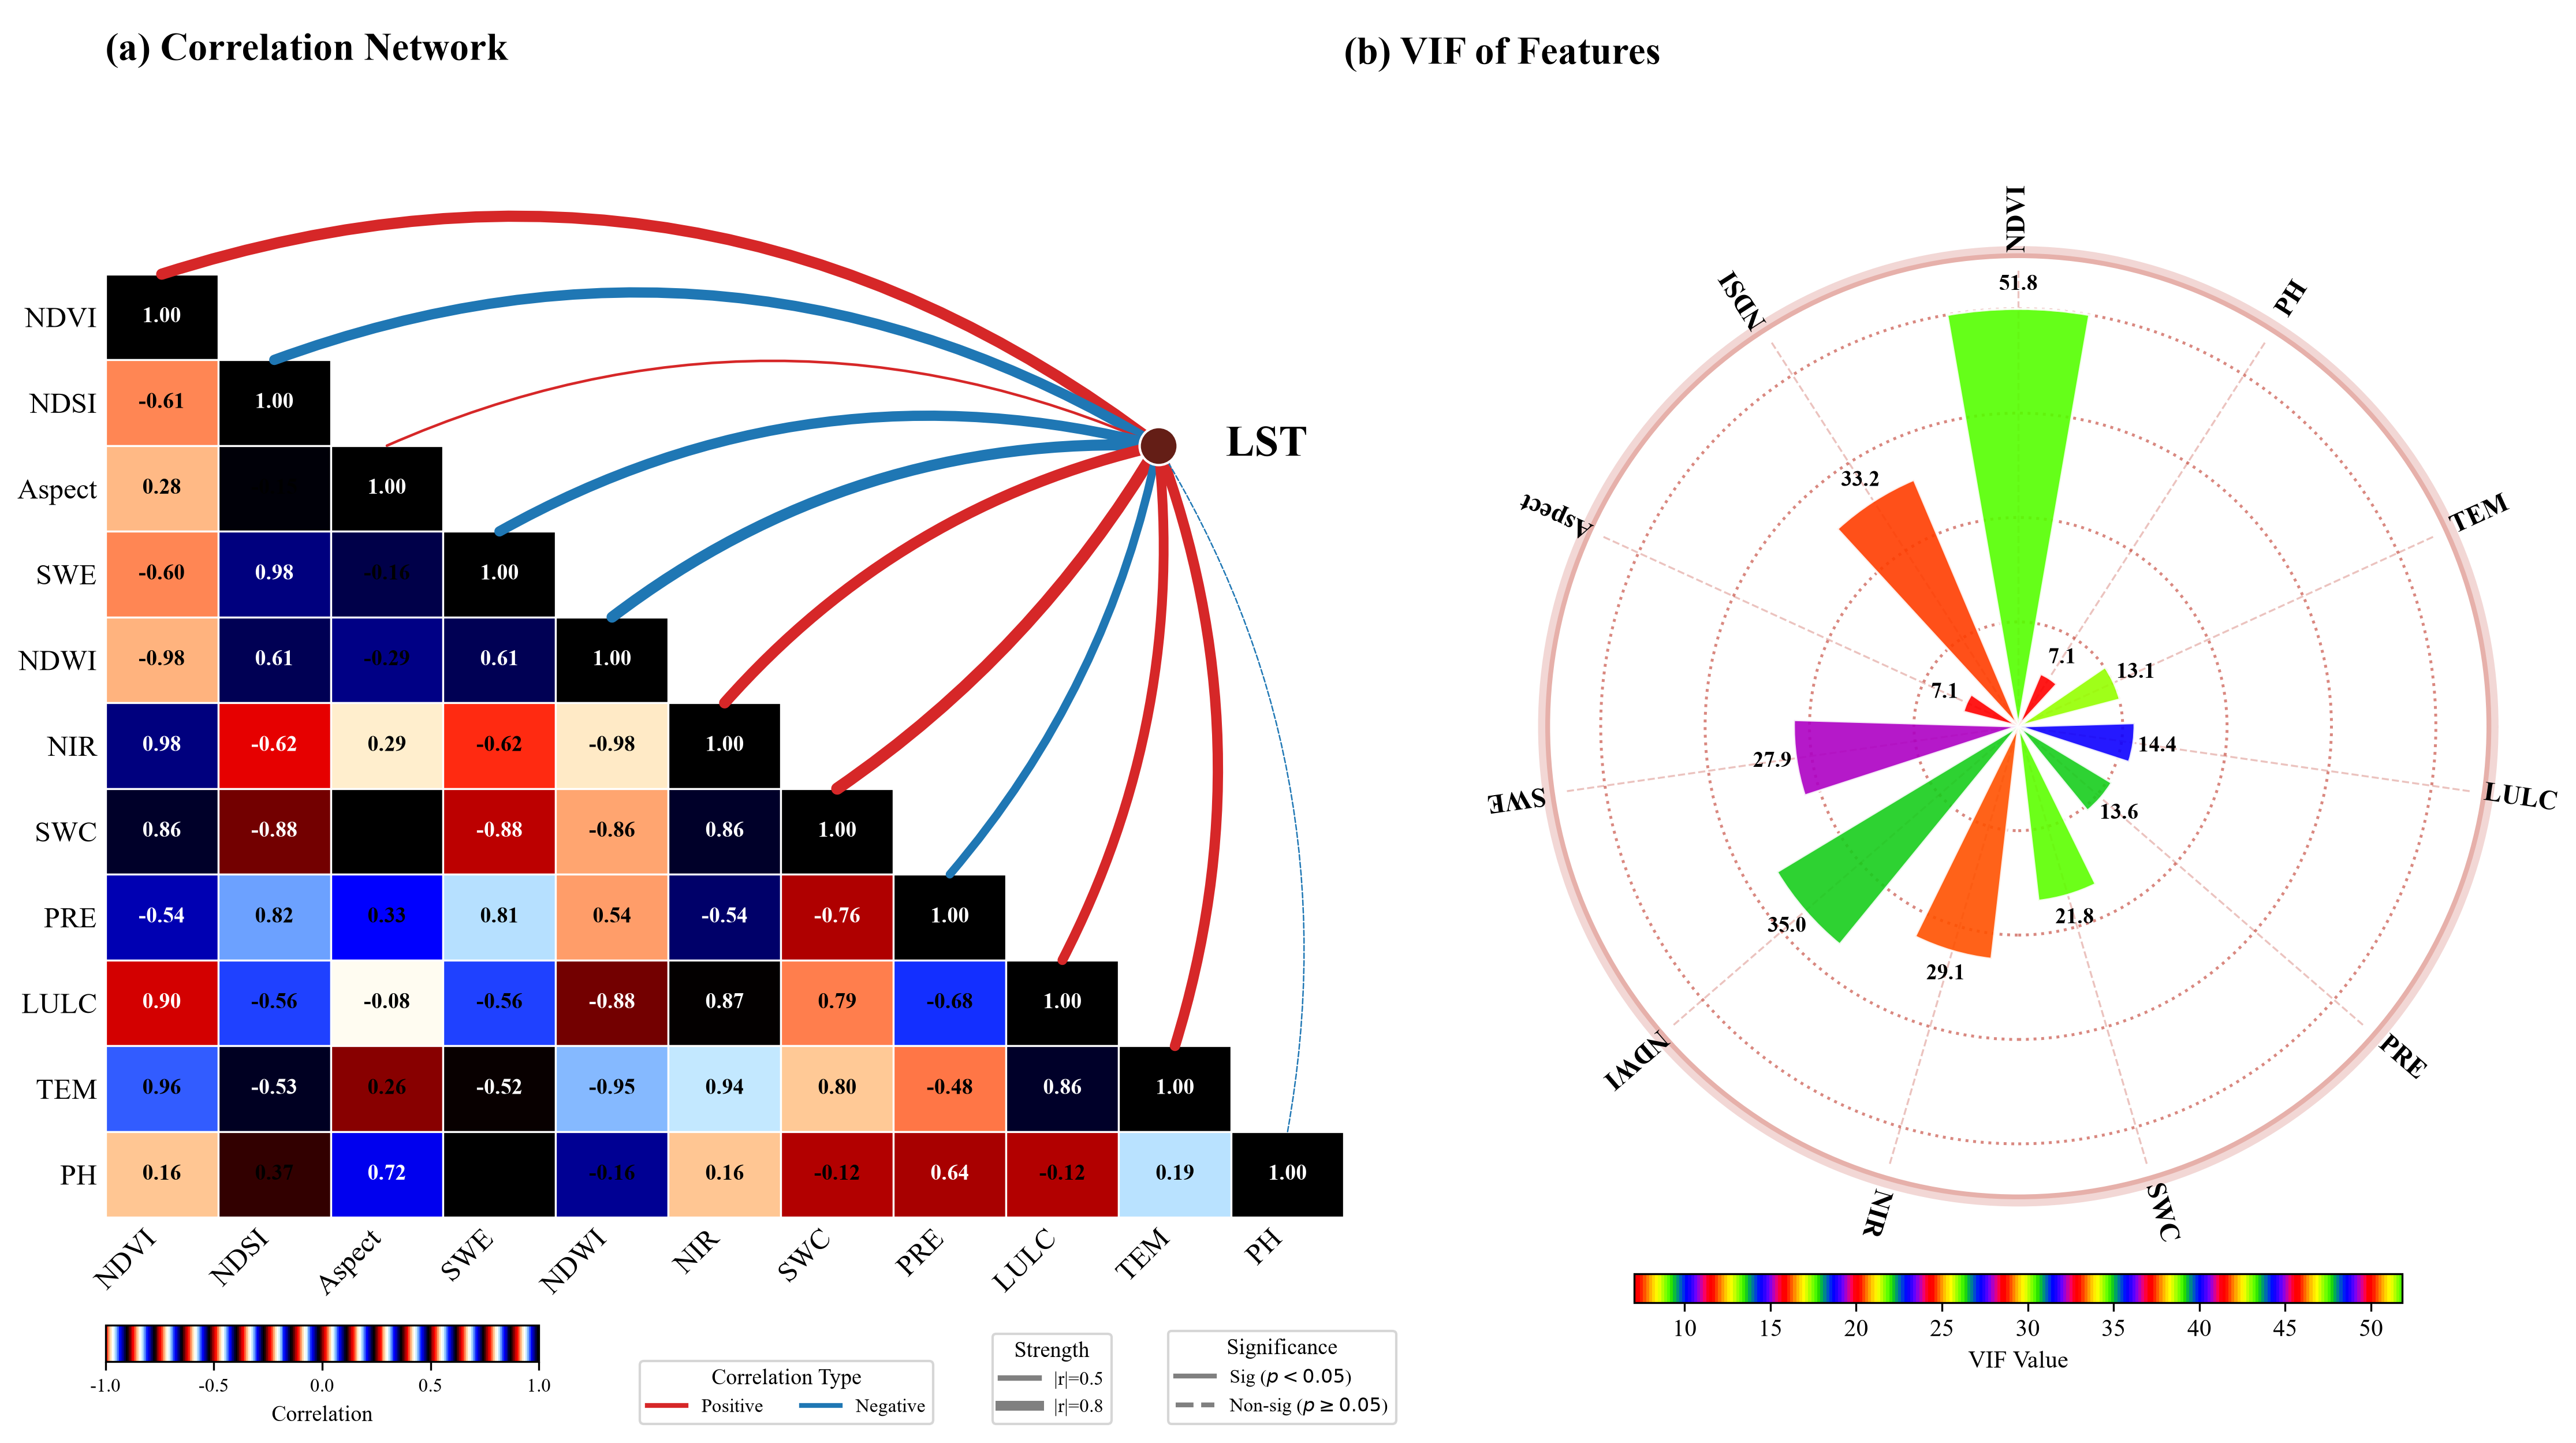 (a) Correlation Network
(b) VIF of Features
NDVI
1.00
NDSI
-0.61 1.00
Aspect
0.28 1.00
SWE
-0.60 0.98 -0.16 1.00
NDWI
-0.98 0.61 -0.29 0.61 1.00
NIR
0.98 -0.62 0.29 -0.62 -0.98 1.00
SWC
0.86 -0.88 -0.88 -0.86 0.86 1.00
PRE
-0.54 0.82 0.33 0.81 0.54 -0.54 -0.76 1.00
LULC
0.90 -0.56 -0.08 -0.56 -0.88 0.87 0.79 -0.68 1.00
TEM
0.96 -0.53 0.26 -0.52 -0.95 0.94 0.80 -0.48 0.86 1.00
PH
0.16 0.37 0.72 -0.16 0.16 -0.12 0.64 -0.12 0.19 1.00
NDVI NDSI Aspect SWE NDWI NIR SWC PRE LULC TEM PH
LST
-1.0 -0.5 0.0 0.5 1.0
Correlation
Correlation Type
Positive Negative
Strength
|r|=0.5
|r|=0.8
Significance
Sig (p < 0.05)
Non-sig (p ≥ 0.05)
NDVI
51.8
NDSI
33.2
Aspect
7.1
SWE
27.9
NDWI
35.0
NIR
29.1
SWC
21.8
PRE
13.6
LULC
14.4
TEM
13.1
PH
7.1
10 15 20 25 30 35 40 45 50
VIF Value